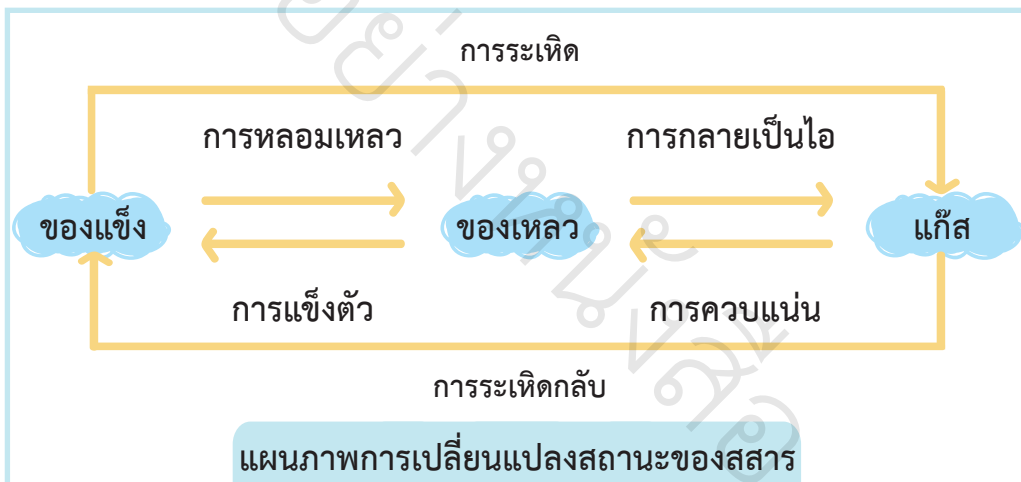 การระเหิด
การหลอมเหลว การกลายเป็นไอ
ของแข็ง ของเหลว แก๊ส
การแข็งตัว การควบแน่น
การระเหิดกลับ
แผนภาพการเปลี่ยนแปลงสถานะของสสาร